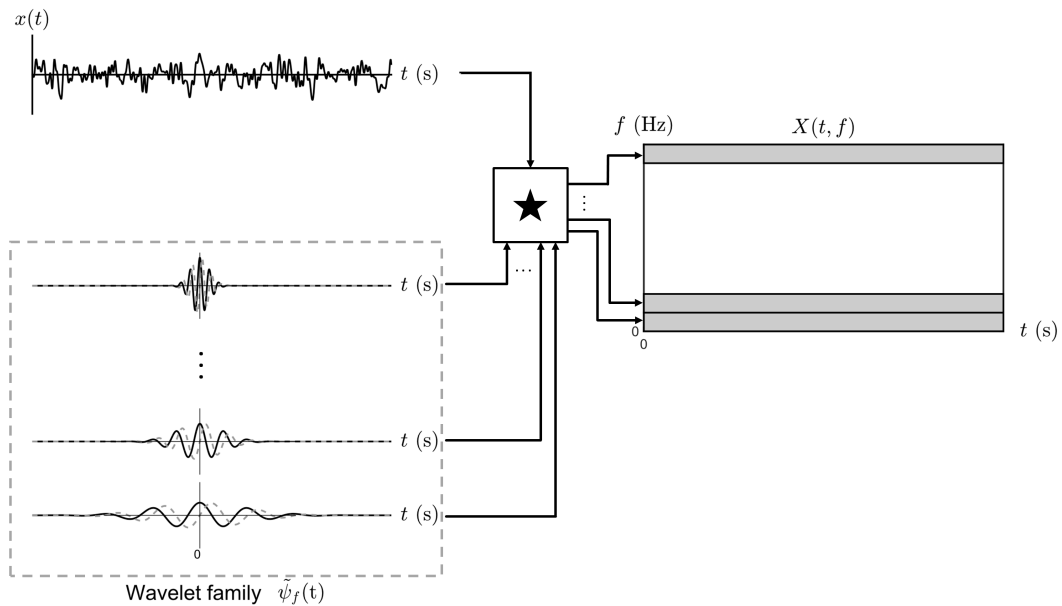 x(t)
t (s)
f (Hz)
X(t, f)
★
⋮
0
0
t (s)
...
t (s)
⋮
t (s)
t (s)
0
Wavelet family ψ̃_f(t)